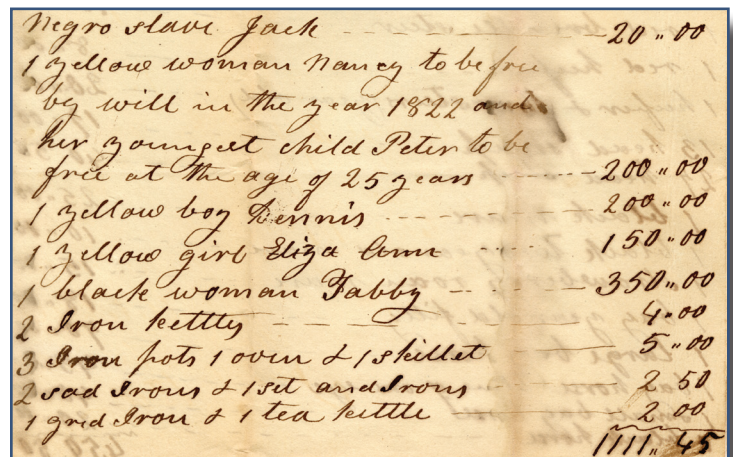 Negro slave Jack 20 " 00
1 yellow woman Nancy to be free
by will in the year 1822 and
her youngest child Peter to be
free at the age of 25 years 200 " 00
1 yellow boy Dennis 200 " 00
1 yellow girl Eliza Ann 150 " 00
1 black woman Tabby 350 " 00
2 Iron kettles 4 " 00
3 Iron pots 1 oven & 1 skillet 5 " 00
2 sad Irons & 1 set andIrons 2 50
1 grid Iron & 1 tea kettle 2 00
1111 " 45